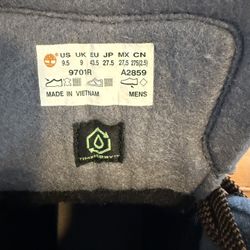 US UK EU JP MX CN
9.5 9 43.5 27.5 27.5 275(2.5)
9701R A2859
MADE IN VIETNAM MENS